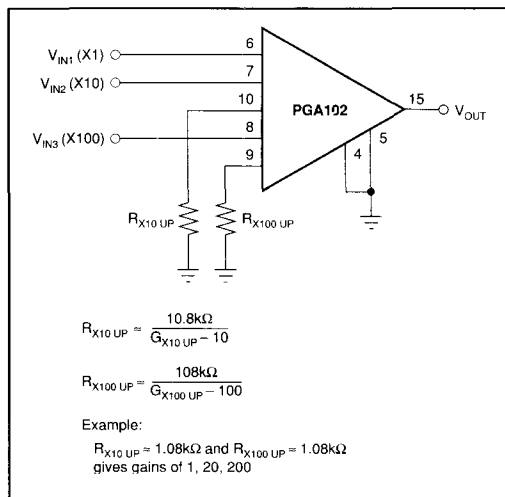 V_IN1 (X1)
6
V_IN2 (X10)
7
10
PGA102
15
V_OUT
V_IN3 (X100)
8
5
4
9
R_X10 UP
R_X100 UP
R_X10 UP ≈ 10.8kΩ / G_X10 UP − 10
R_X100 UP ≈ 108kΩ / G_X100 UP − 100
Example:
R_X10 UP ≈ 1.08kΩ and R_X100 UP ≈ 1.08kΩ
gives gains of 1, 20, 200